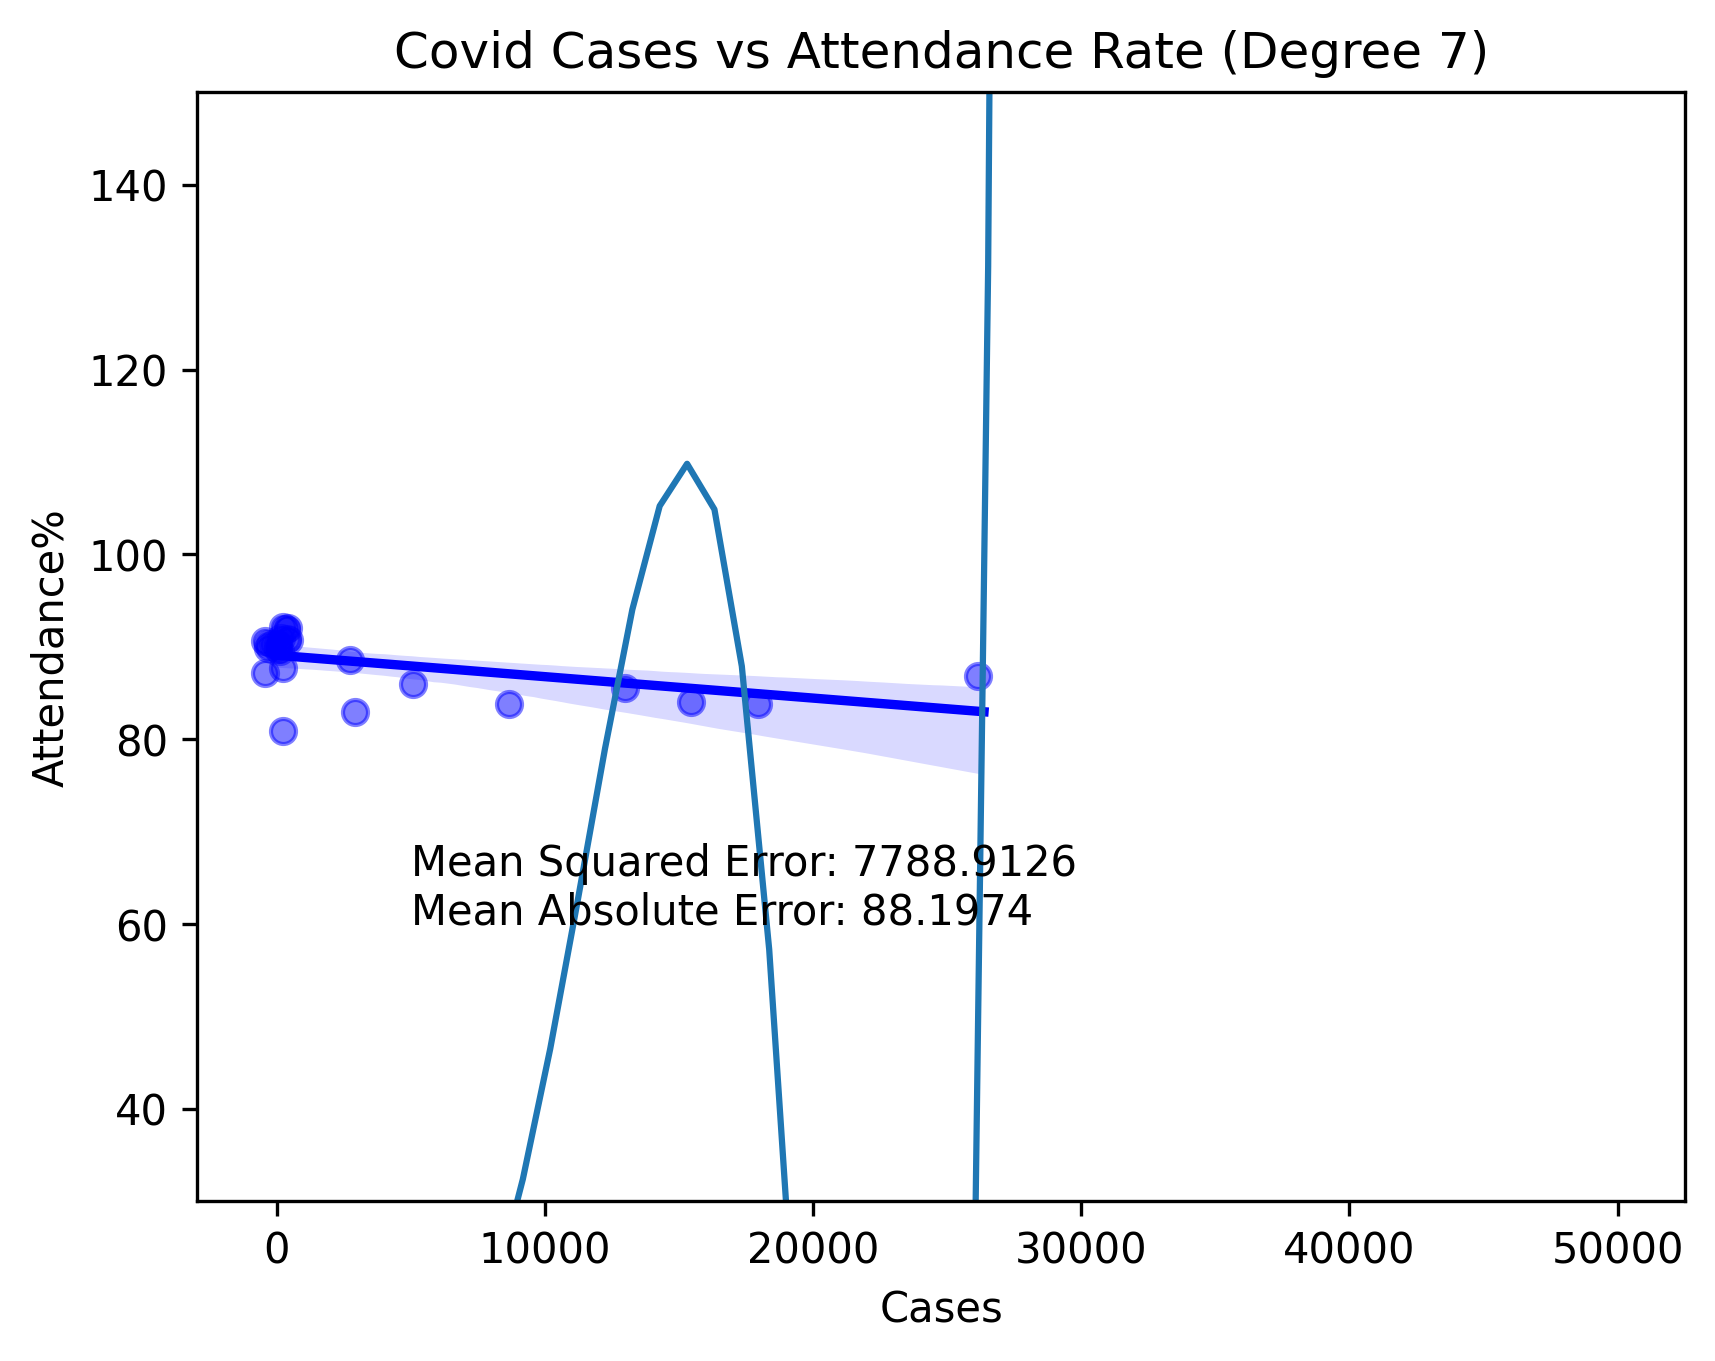 Covid Cases vs Attendance Rate (Degree 7)
140
120
100
80
60
40
Attendance%
Mean Squared Error: 7788.9126
Mean Absolute Error: 88.1974
0 10000 20000 30000 40000 50000
Cases